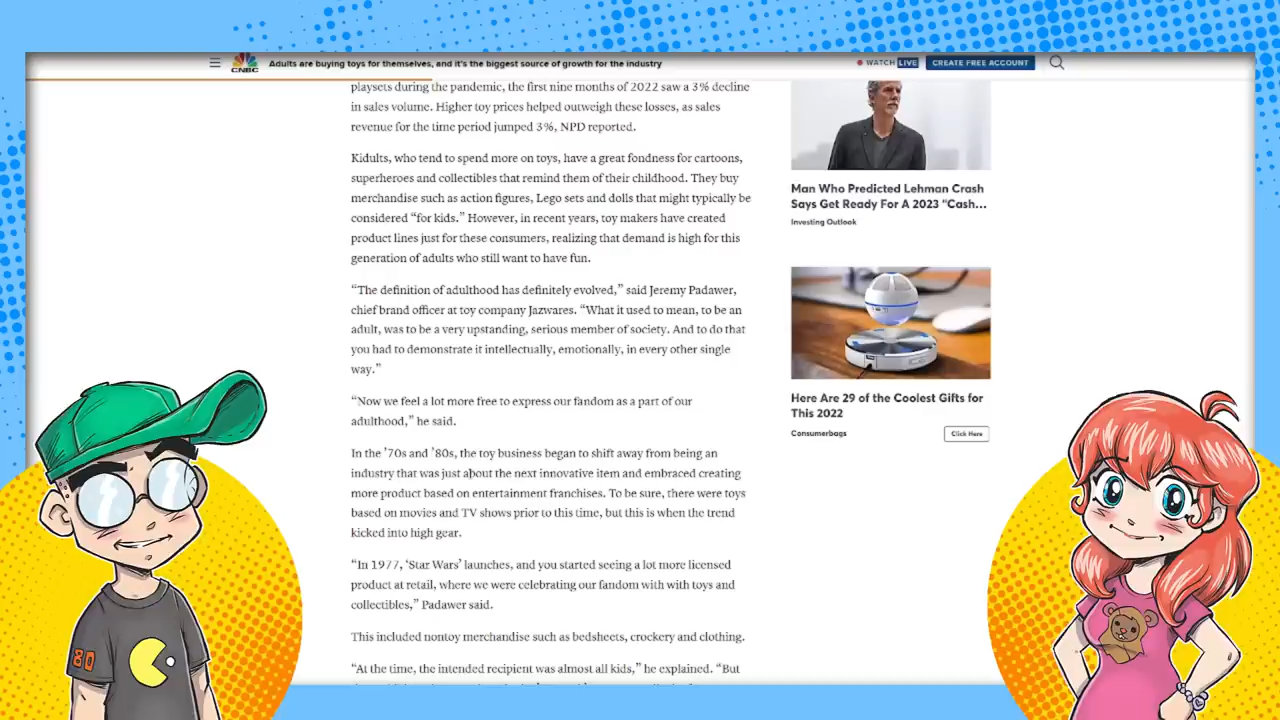 CNBC
Adults are buying toys for themselves, and it's the biggest source of growth for the industry
WATCH LIVE
CREATE FREE ACCOUNT
playsets during the pandemic, the first nine months of 2022 saw a 3% decline
in sales volume. Higher toy prices helped outweigh these losses, as sales
revenue for the time period jumped 3%, NPD reported.
Kidults, who tend to spend more on toys, have a great fondness for cartoons,
superheroes and collectibles that remind them of their childhood. They buy
merchandise such as action figures, Lego sets and dolls that might typically be
considered “for kids.” However, in recent years, toy makers have created
product lines just for these consumers, realizing that demand is high for this
generation of adults who still want to have fun.
“The definition of adulthood has definitely evolved,” said Jeremy Padawer,
chief brand officer at toy company Jazwares. “What it used to mean, to be an
adult, was to be a very upstanding, serious member of society. And to do that
you had to demonstrate it intellectually, emotionally, in every other single
way.”
“Now we feel a lot more free to express our fandom as a part of our
adulthood,” he said.
In the ’70s and ’80s, the toy business began to shift away from being an
industry that was just about the next innovative item and embraced creating
more product based on entertainment franchises. To be sure, there were toys
based on movies and TV shows prior to this time, but this is when the trend
kicked into high gear.
“In 1977, ‘Star Wars’ launches, and you started seeing a lot more licensed
product at retail, where we were celebrating our fandom with with toys and
collectibles,” Padawer said.
This included nontoy merchandise such as bedsheets, crockery and clothing.
“At the time, the intended recipient was almost all kids,” he explained. “But
Man Who Predicted Lehman Crash
Says Get Ready For A 2023 "Cash...
Investing Outlook
Here Are 29 of the Coolest Gifts for
This 2022
Consumerbags
Click Here
80